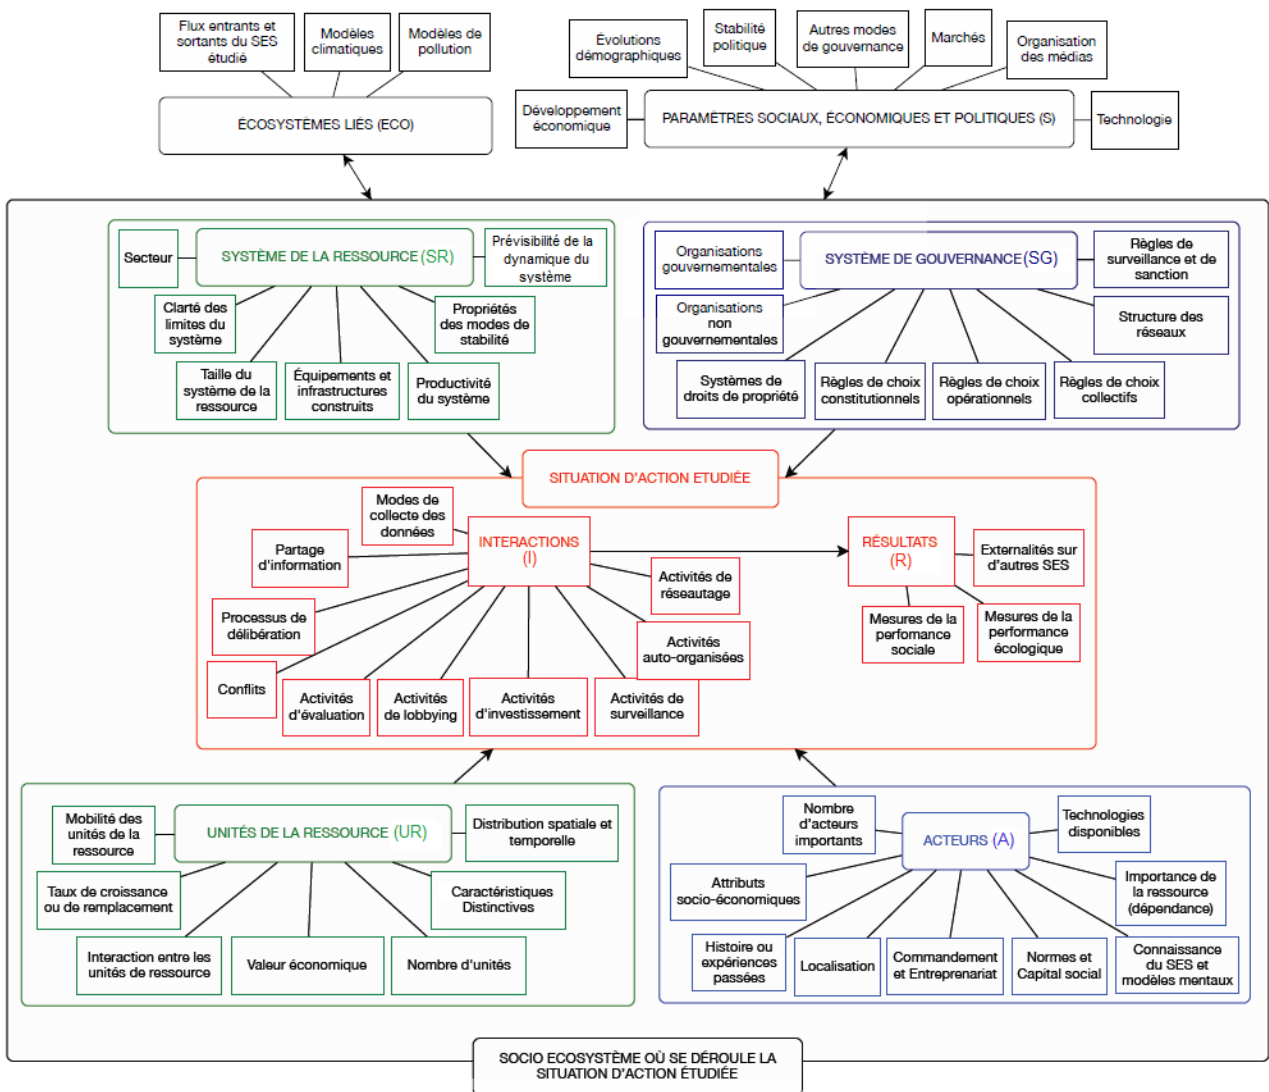 Flux entrants et
sortants du SES
étudié
Modèles
climatiques
Modèles de
pollution
ÉCOSYSTÈMES LIÉS (ECO)
Évolutions
démographiques
Stabilité
politique
Autres modes
de gouvernance
Marchés
Organisation
des médias
Développement
économique
PARAMÈTRES SOCIAUX, ÉCONOMIQUES ET POLITIQUES (S)
Technologie
Secteur
SYSTÈME DE LA RESSOURCE (SR)
Prévisibilité de la
dynamique du
système
Clarté des
limites du
système
Propriétés
des modes de
stabilité
Taille du
système de la
ressource
Équipements et
infrastructures
construits
Productivité
du système
Organisations
gouvernementales
SYSTÈME DE GOUVERNANCE (SG)
Règles de
surveillance et de
sanction
Organisations
non
gouvernementales
Structure des
réseaux
Systèmes de
droits de propriété
Règles de choix
constitutionnels
Règles de choix
opérationnels
Règles de choix
collectifs
SITUATION D'ACTION ETUDIÉE
Modes de
collecte des
données
Partage
d'information
INTERACTIONS
(I)
RÉSULTATS
(R)
Externalités sur
d'autres SES
Activités de
réseautage
Processus de
délibération
Activités
auto-organisées
Mesures de la
perfomance
sociale
Mesures de la
performance
écologique
Conflits
Activités
d'évaluation
Activités
de lobbying
Activités
d'investissement
Activités de
surveillance
Mobilité des
unités de la
ressource
UNITÉS DE LA RESSOURCE (UR)
Distribution spatiale et
temporelle
Taux de croissance
ou de remplacement
Caractéristiques
Distinctives
Interaction entre les
unités de ressource
Valeur économique
Nombre d'unités
Nombre
d'acteurs
importants
ACTEURS (A)
Technologies
disponibles
Attributs
socio-économiques
Importance de
la ressource
(dépendance)
Histoire ou
expériences
passées
Localisation
Commandement
et Entreprenariat
Normes et
Capital social
Connaissance
du SES et
modèles mentaux
SOCIO ECOSYSTÈME OÙ SE DÉROULE LA
SITUATION D'ACTION ÉTUDIÉE